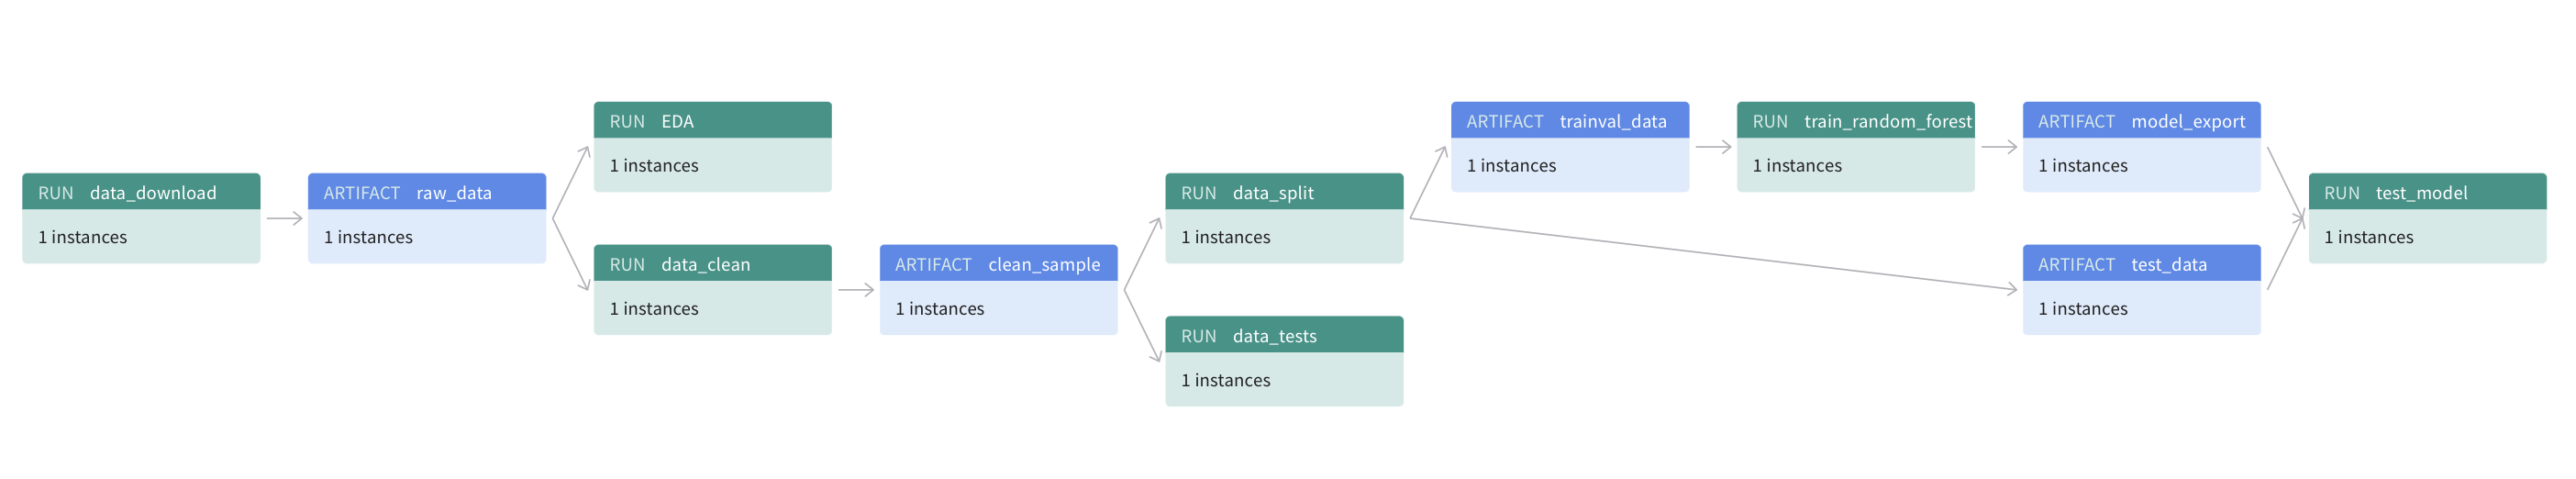 RUN data_download
1 instances
ARTIFACT raw_data
1 instances
RUN EDA
1 instances
RUN data_clean
1 instances
ARTIFACT clean_sample
1 instances
RUN data_split
1 instances
RUN data_tests
1 instances
ARTIFACT trainval_data
1 instances
RUN train_random_forest
1 instances
ARTIFACT model_export
1 instances
ARTIFACT test_data
1 instances
RUN test_model
1 instances